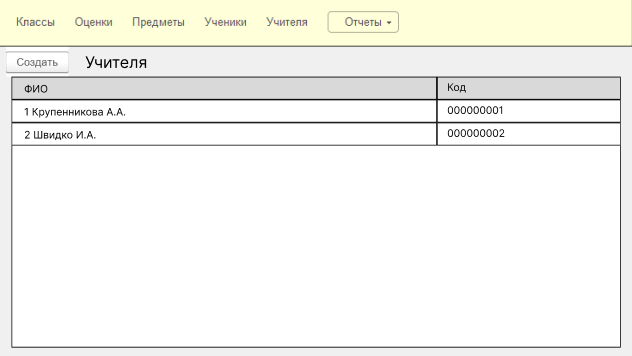 Классы Оценки Предметы Ученики Учителя Отчеты
Создать Учителя
ФИО Код
1 Крупенникова А.А. 000000001
2 Швидко И.А. 000000002